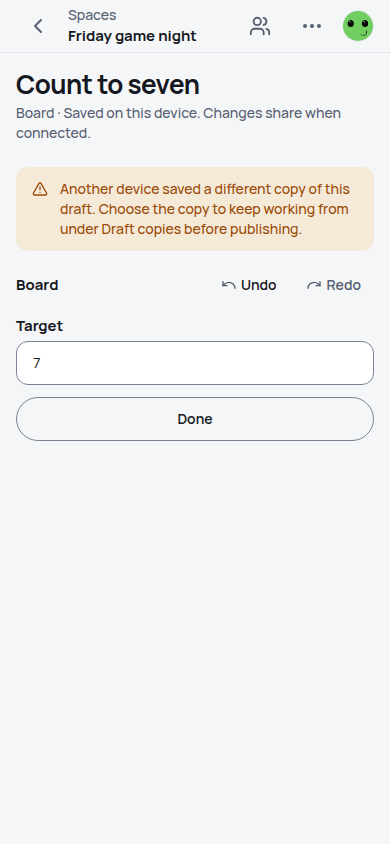 Spaces
Friday game night
Count to seven
Board · Saved on this device. Changes share when
connected.
Another device saved a different copy of this
draft. Choose the copy to keep working from
under Draft copies before publishing.
Board
Undo
Redo
Target
7
Done